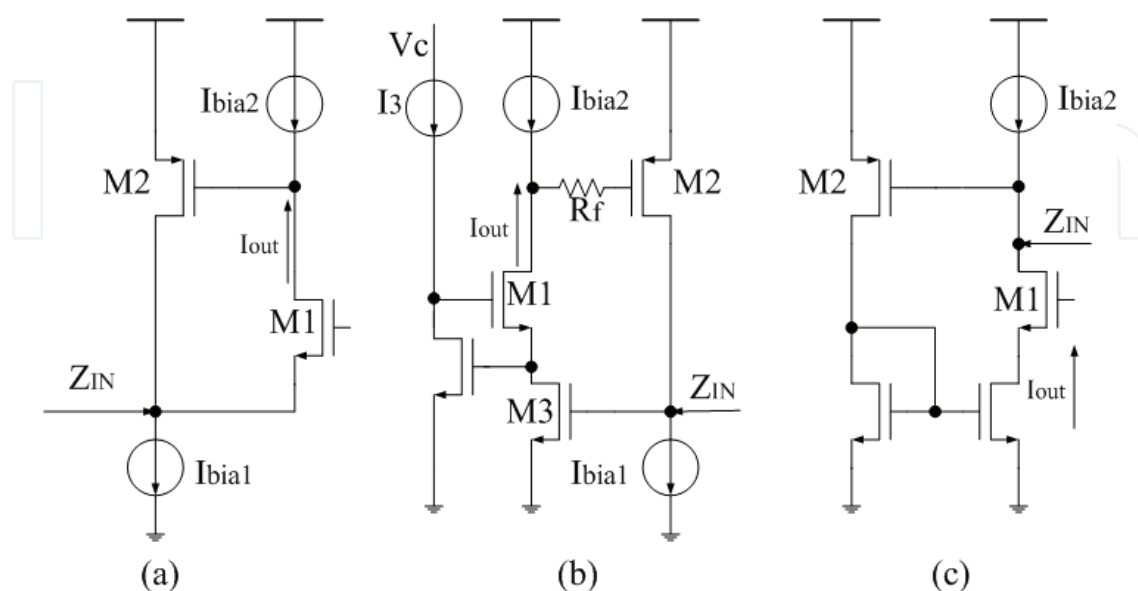 M2
Ibia2
Iout
M1
ZIN
Ibia1
(a)
Vc
I3
Ibia2
Rf
M2
Iout
M1
M3
ZIN
Ibia1
(b)
M2
Ibia2
ZIN
M1
Iout
(c)